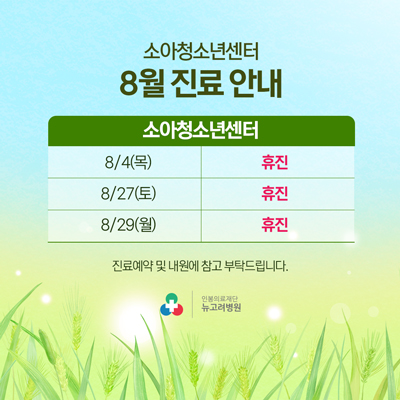 소아청소년센터
8월 진료 안내
소아청소년센터
8/4(목) 휴진
8/27(토) 휴진
8/29(월) 휴진
진료예약 및 내원에 참고 부탁드립니다.
인봉의료재단
뉴고려병원